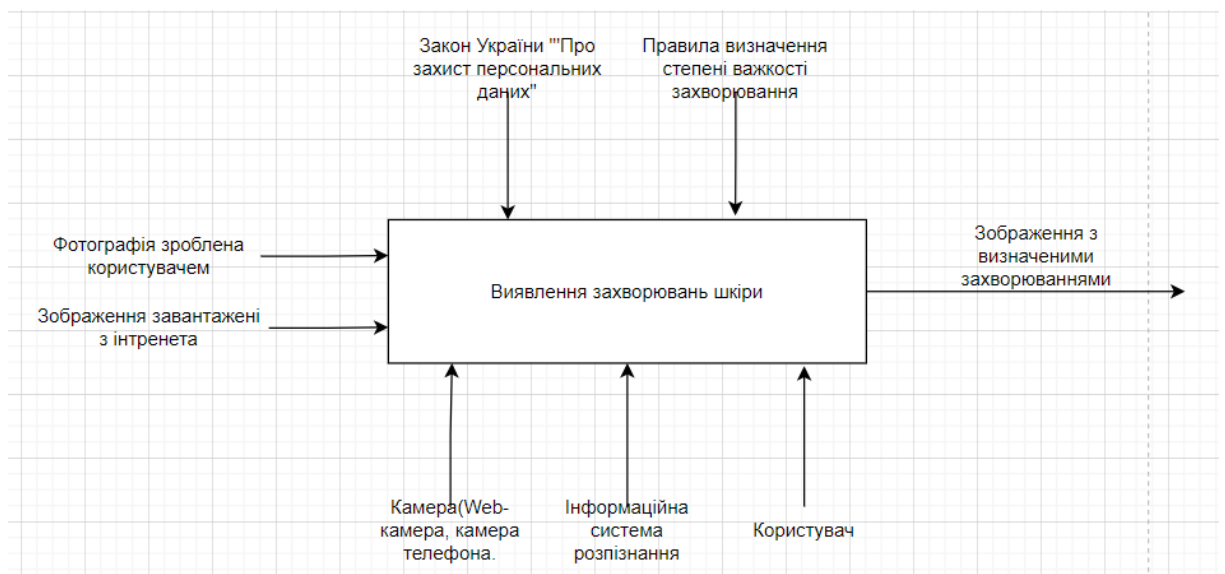 Закон України "'Про
захист персональних
даних"
Правила визначення
степені важкості
захворювання
Фотографія зроблена
користувачем
Зображення завантажені
з інтренета
Виявлення захворювань шкіри
Зображення з
визначеними
захворюваннями
Камера(Web-
камера, камера
телефона.
Інформаційна
система
розпізнання
Користувач